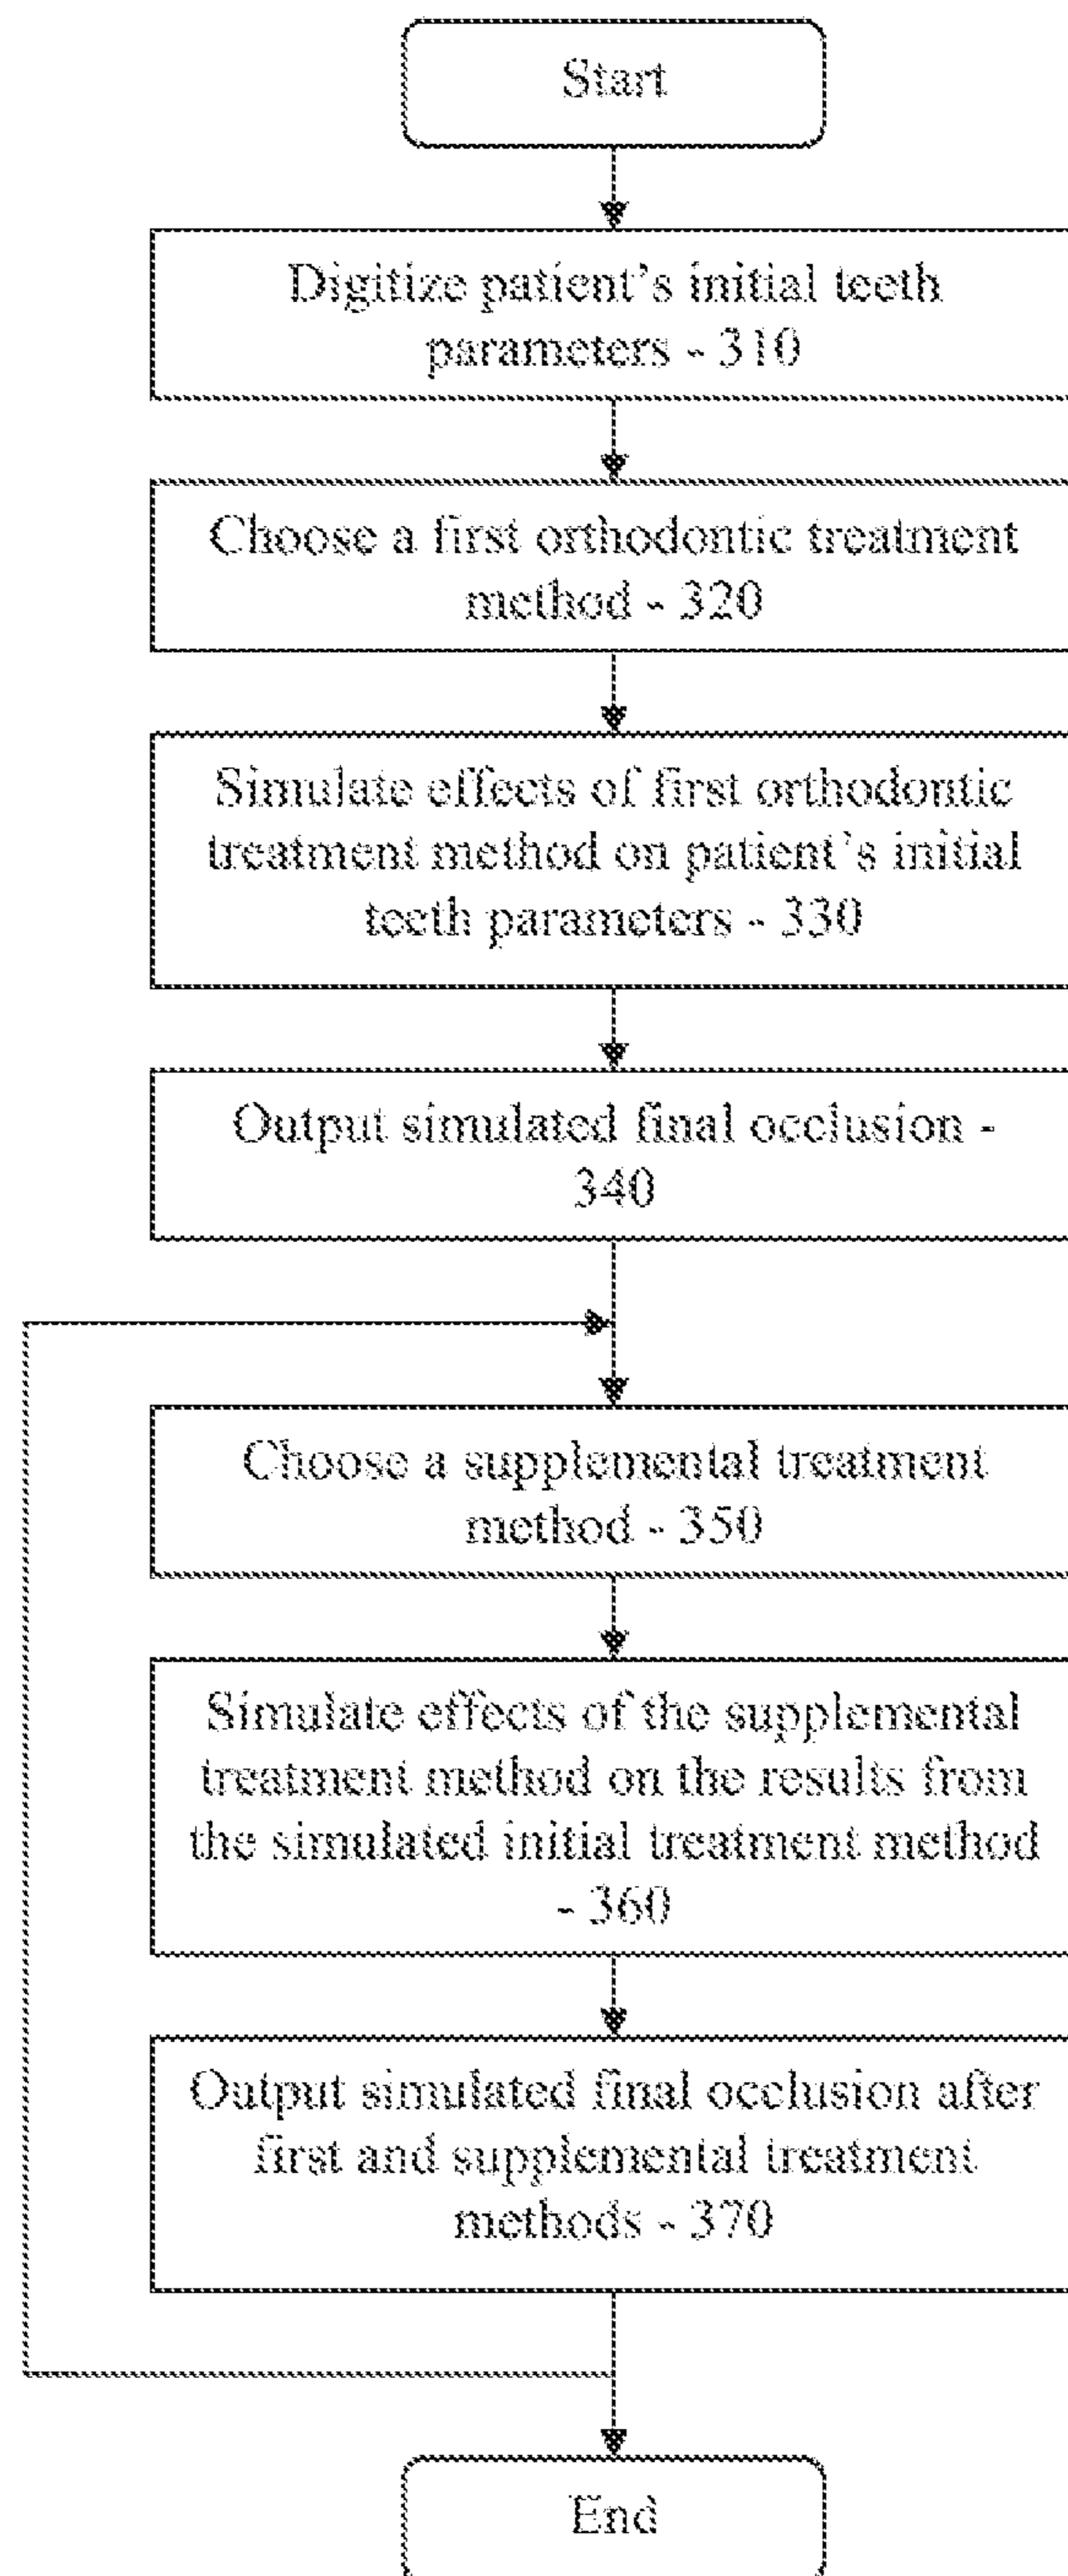 Start
Digitize patient's initial teeth
parameters - 310
Choose a first orthodontic treatment
method - 320
Simulate effects of first orthodontic
treatment method on patient's initial
teeth parameters - 330
Output simulated final occlusion -
340
Choose a supplemental treatment
method - 350
Simulate effects of the supplemental
treatment method on the results from
the simulated initial treatment method
- 360
Output simulated final occlusion after
first and supplemental treatment
methods - 370
End